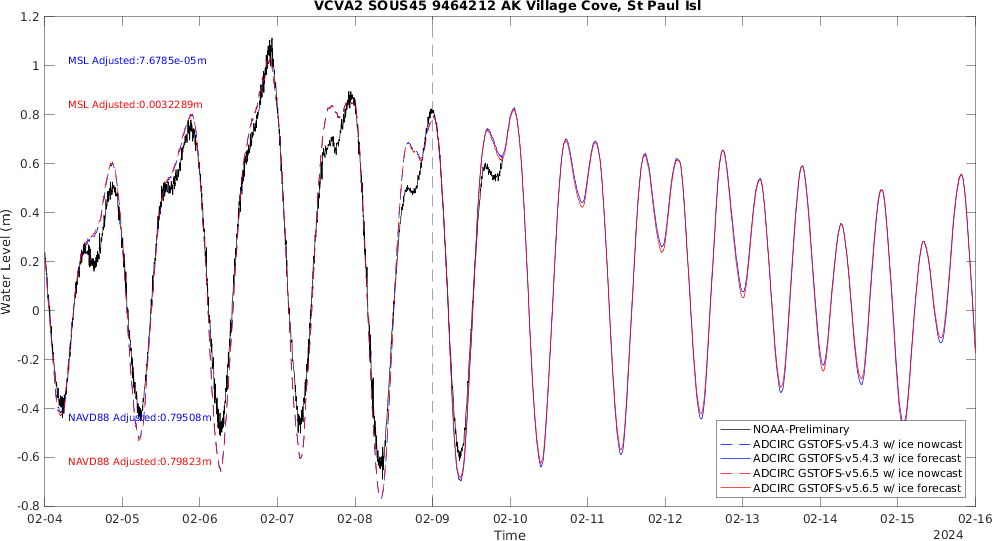 VCVA2 SOUS45 9464212 AK Village Cove, St Paul Isl
1.2
1
0.8
0.6
0.4
0.2
0
-0.2
-0.4
-0.6
-0.8
Water Level (m)
MSL Adjusted:7.6785e-05m
MSL Adjusted:0.0032289m
NAVD88 Adjusted:0.79508m
NAVD88 Adjusted:0.79823m
NOAA-Preliminary
ADCIRC GSTOFS-v5.4.3 w/ ice nowcast
ADCIRC GSTOFS-v5.4.3 w/ ice forecast
ADCIRC GSTOFS-v5.6.5 w/ ice nowcast
ADCIRC GSTOFS-v5.6.5 w/ ice forecast
02-04 02-05 02-06 02-07 02-08 02-09 02-10 02-11 02-12 02-13 02-14 02-15 02-16
Time
2024